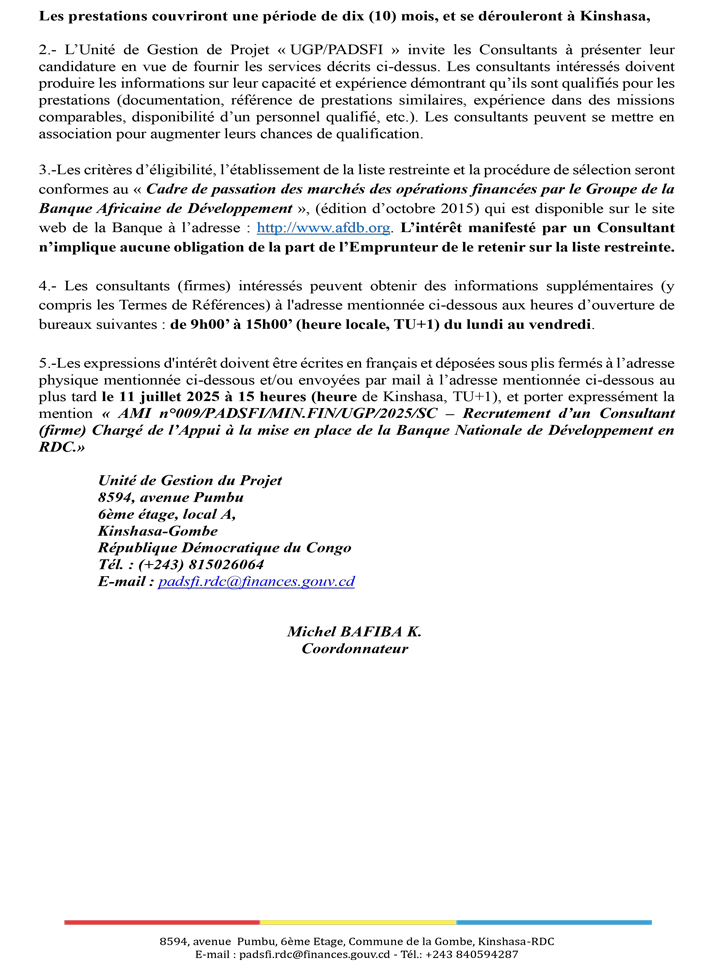 Les prestations couvriront une période de dix (10) mois, et se dérouleront à Kinshasa,
2.- L’Unité de Gestion de Projet « UGP/PADSFI » invite les Consultants à présenter leur
candidature en vue de fournir les services décrits ci-dessus. Les consultants intéressés doivent
produire les informations sur leur capacité et expérience démontrant qu’ils sont qualifiés pour les
prestations (documentation, référence de prestations similaires, expérience dans des missions
comparables, disponibilité d’un personnel qualifié, etc.). Les consultants peuvent se mettre en
association pour augmenter leurs chances de qualification.
3.-Les critères d’éligibilité, l’établissement de la liste restreinte et la procédure de sélection seront
conformes au « Cadre de passation des marchés des opérations financées par le Groupe de la
Banque Africaine de Développement », (édition d’octobre 2015) qui est disponible sur le site
web de la Banque à l’adresse : http://www.afdb.org. L’intérêt manifesté par un Consultant
n’implique aucune obligation de la part de l’Emprunteur de le retenir sur la liste restreinte.
4.- Les consultants (firmes) intéressés peuvent obtenir des informations supplémentaires (y
compris les Termes de Références) à l'adresse mentionnée ci-dessous aux heures d’ouverture de
bureaux suivantes : de 9h00’ à 15h00’ (heure locale, TU+1) du lundi au vendredi.
5.-Les expressions d'intérêt doivent être écrites en français et déposées sous plis fermés à l’adresse
physique mentionnée ci-dessous et/ou envoyées par mail à l’adresse mentionnée ci-dessous au
plus tard le 11 juillet 2025 à 15 heures (heure de Kinshasa, TU+1), et porter expressément la
mention « AMI n°009/PADSFI/MIN.FIN/UGP/2025/SC – Recrutement d’un Consultant
(firme) Chargé de l’Appui à la mise en place de la Banque Nationale de Développement en
RDC.»
Unité de Gestion du Projet
8594, avenue Pumbu
6ème étage, local A,
Kinshasa-Gombe
République Démocratique du Congo
Tél. : (+243) 815026064
E-mail : padsfi.rdc@finances.gouv.cd
Michel BAFIBA K.
Coordonnateur
8594, avenue Pumbu, 6ème Etage, Commune de la Gombe, Kinshasa-RDC
E-mail : padsfi.rdc@finances.gouv.cd - Tél.: +243 840594287